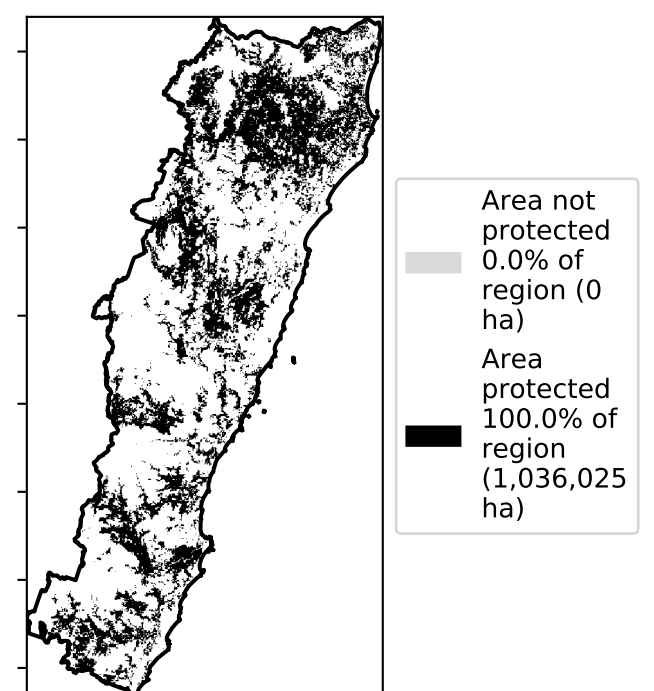 Area not
protected
0.0% of
region (0
ha)
Area
protected
100.0% of
region
(1,036,025
ha)